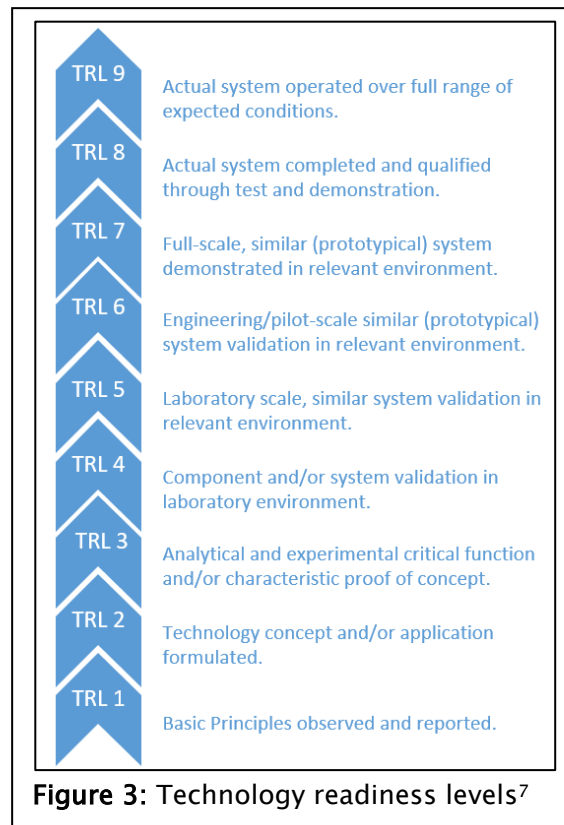 TRL 9
Actual system operated over full range of
expected conditions.
TRL 8
Actual system completed and qualified
through test and demonstration.
TRL 7
Full-scale, similar (prototypical) system
demonstrated in relevant environment.
TRL 6
Engineering/pilot-scale similar (prototypical)
system validation in relevant environment.
TRL 5
Laboratory scale, similar system validation in
relevant environment.
TRL 4
Component and/or system validation in
laboratory environment.
TRL 3
Analytical and experimental critical function
and/or characteristic proof of concept.
TRL 2
Technology concept and/or application
formulated.
TRL 1
Basic Principles observed and reported.
Figure 3: Technology readiness levels⁷